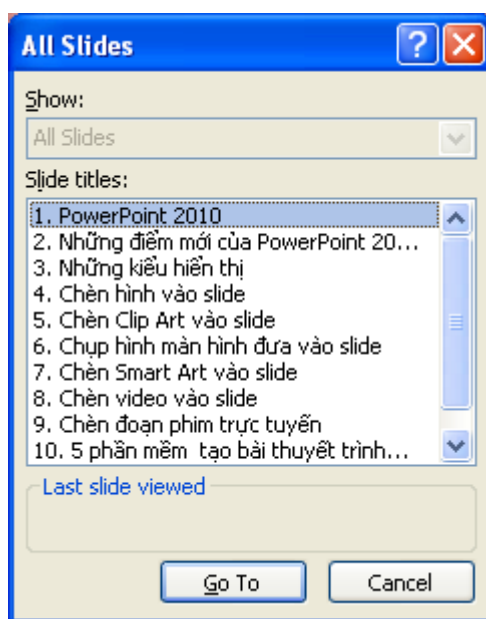 All Slides
Show:
All Slides
Slide titles:
1. PowerPoint 2010
2. Những điểm mới của PowerPoint 20...
3. Những kiểu hiển thị
4. Chèn hình vào slide
5. Chèn Clip Art vào slide
6. Chụp hình màn hình đưa vào slide
7. Chèn Smart Art vào slide
8. Chèn video vào slide
9. Chèn đoạn phim trực tuyến
10. 5 phần mềm  tạo bài thuyết trình...
Last slide viewed
Go To Cancel